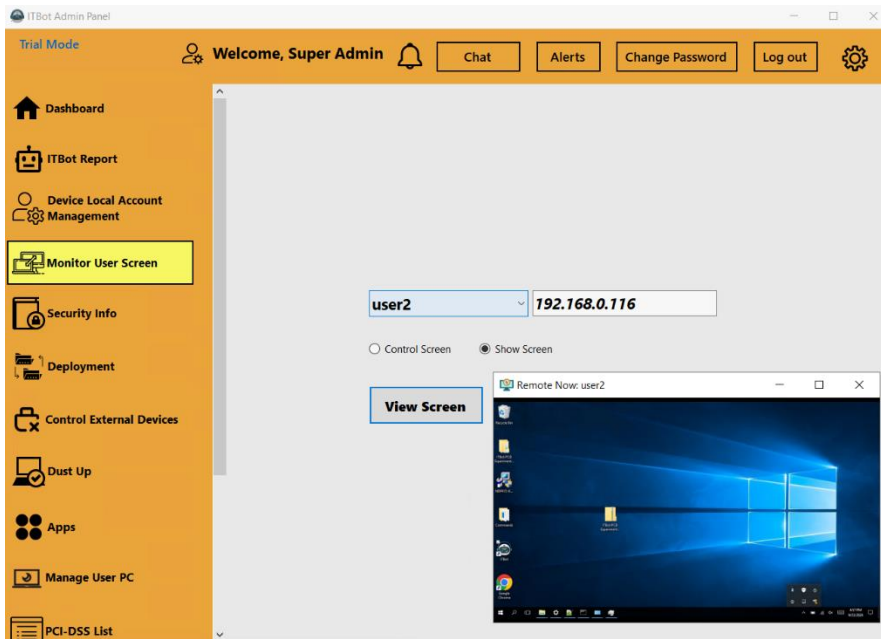 ITBot Admin Panel
Trial Mode
Welcome, Super Admin
Chat
Alerts
Change Password
Log out
Dashboard
ITBot Report
Device Local Account
Management
Monitor User Screen
Security Info
Deployment
Control External Devices
Dust Up
Apps
Manage User PC
PCI-DSS List
user2
192.168.0.116
Control Screen
Show Screen
View Screen
Remote Now: user2
Google
Chrome